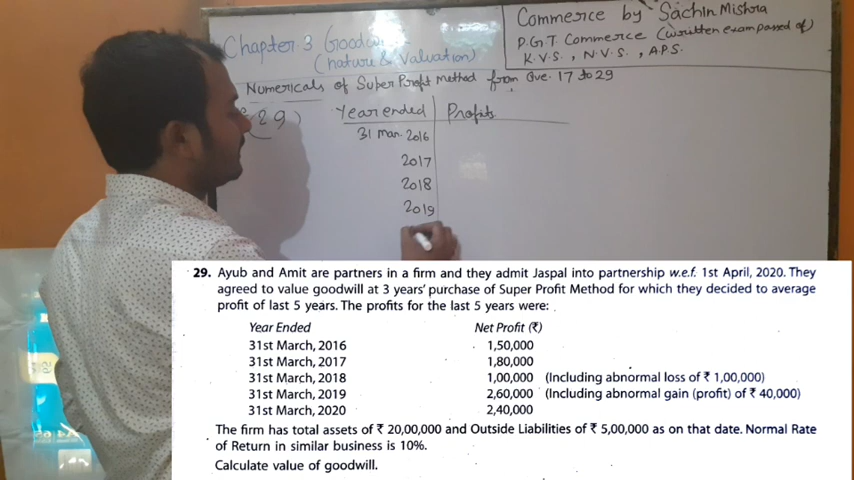 Chapter 3 Goodwill
(nature & Valuation)
Commerce by Sachin Mishra
P.G.T Commerce (written exam passed of)
K.V.S., N.V.S., A.P.S.
Numericals of Super Profit Method from Que. 17 to 29
29)
Year ended Profits
31 Mar. 2016
2017
2018
2019
29. Ayub and Amit are partners in a firm and they admit Jaspal into partnership w.e.f. 1st April, 2020. They
agreed to value goodwill at 3 years' purchase of Super Profit Method for which they decided to average
profit of last 5 years. The profits for the last 5 years were:
Year Ended Net Profit (₹)
31st March, 2016 1,50,000
31st March, 2017 1,80,000
31st March, 2018 1,00,000 (Including abnormal loss of ₹ 1,00,000)
31st March, 2019 2,60,000 (Including abnormal gain (profit) of ₹ 40,000)
31st March, 2020 2,40,000
The firm has total assets of ₹ 20,00,000 and Outside Liabilities of ₹ 5,00,000 as on that date. Normal Rate
of Return in similar business is 10%.
Calculate value of goodwill.